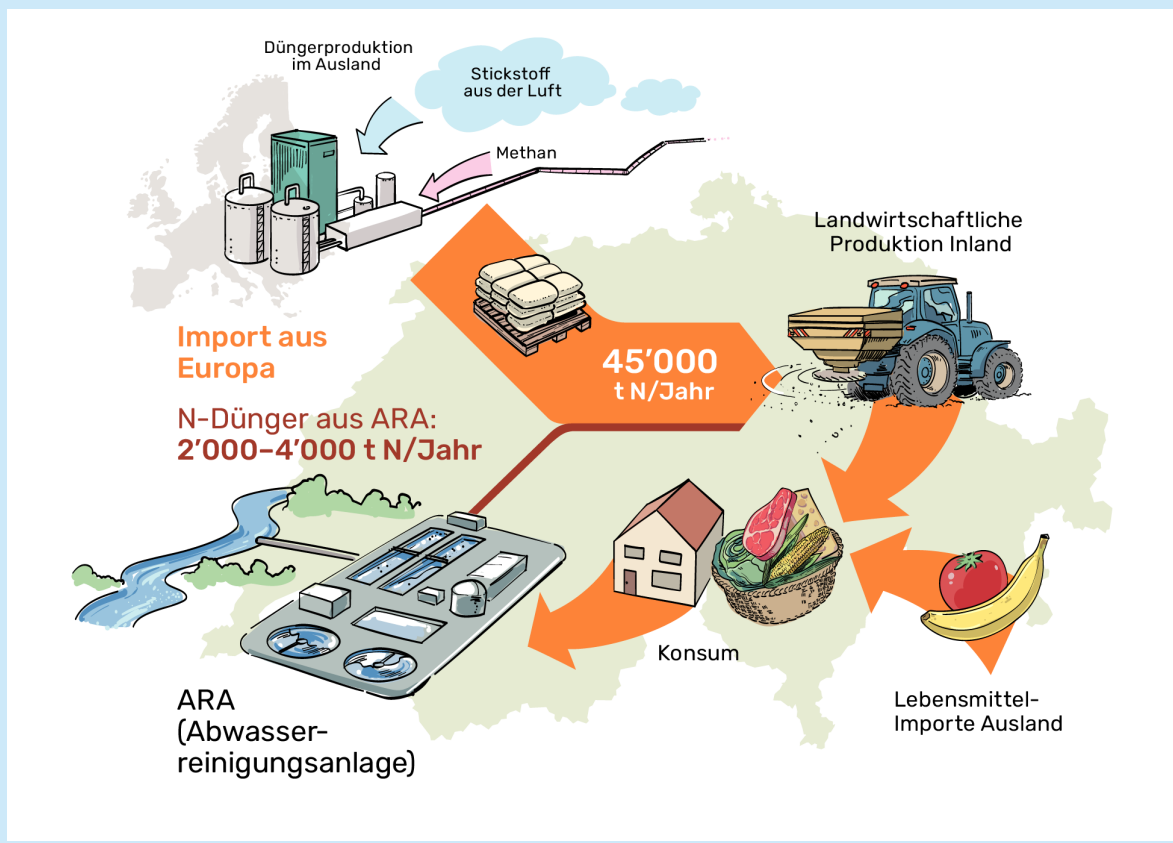 Düngerproduktion
im Ausland
Stickstoff
aus der Luft
Methan
Landwirtschaftliche
Produktion Inland
Import aus
Europa
45’000
t N/Jahr
N-Dünger aus ARA:
2’000–4’000 t N/Jahr
Konsum
ARA
(Abwasser-
reinigungsanlage)
Lebensmittel-
Importe Ausland